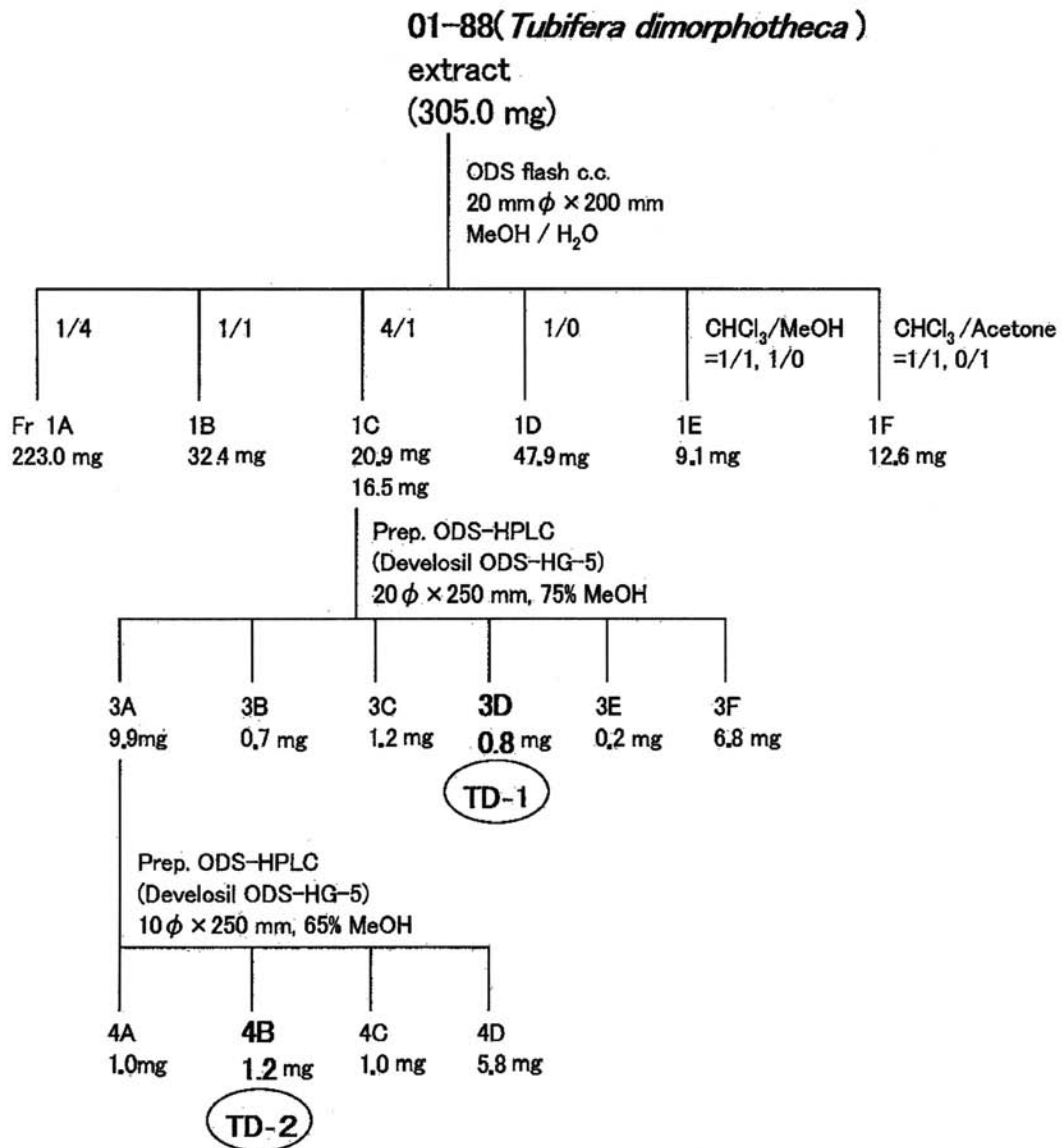 01-88(Tubifera dimorphotheca)
extract
(305.0 mg)
ODS flash c.c.
20 mmφ × 200 mm
MeOH / H₂O
1/4
1/1
4/1
1/0
CHCl₃/MeOH
=1/1, 1/0
CHCl₃/Acetone
=1/1, 0/1
Fr 1A
223.0 mg
1B
32.4 mg
1C
20.9 mg
16.5 mg
1D
47.9 mg
1E
9.1 mg
1F
12.6 mg
Prep. ODS-HPLC
(Develosil ODS-HG-5)
20φ × 250 mm, 75% MeOH
3A
9.9mg
3B
0.7 mg
3C
1.2 mg
3D
0.8 mg
TD-1
3E
0.2 mg
3F
6.8 mg
Prep. ODS-HPLC
(Develosil ODS-HG-5)
10φ × 250 mm, 65% MeOH
4A
1.0mg
4B
1.2 mg
TD-2
4C
1.0 mg
4D
5.8 mg